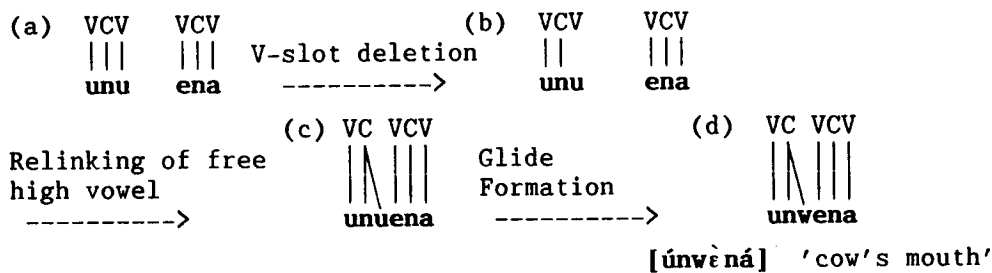 (a) VCV VCV (b) VCV VCV
V-slot deletion
unu ena ----------> unu ena
(c) VC VCV (d) VC VCV
Relinking of free Glide
high vowel Formation
----------> unuena ----------> unwena
[únwɛ̀ná] 'cow's mouth'